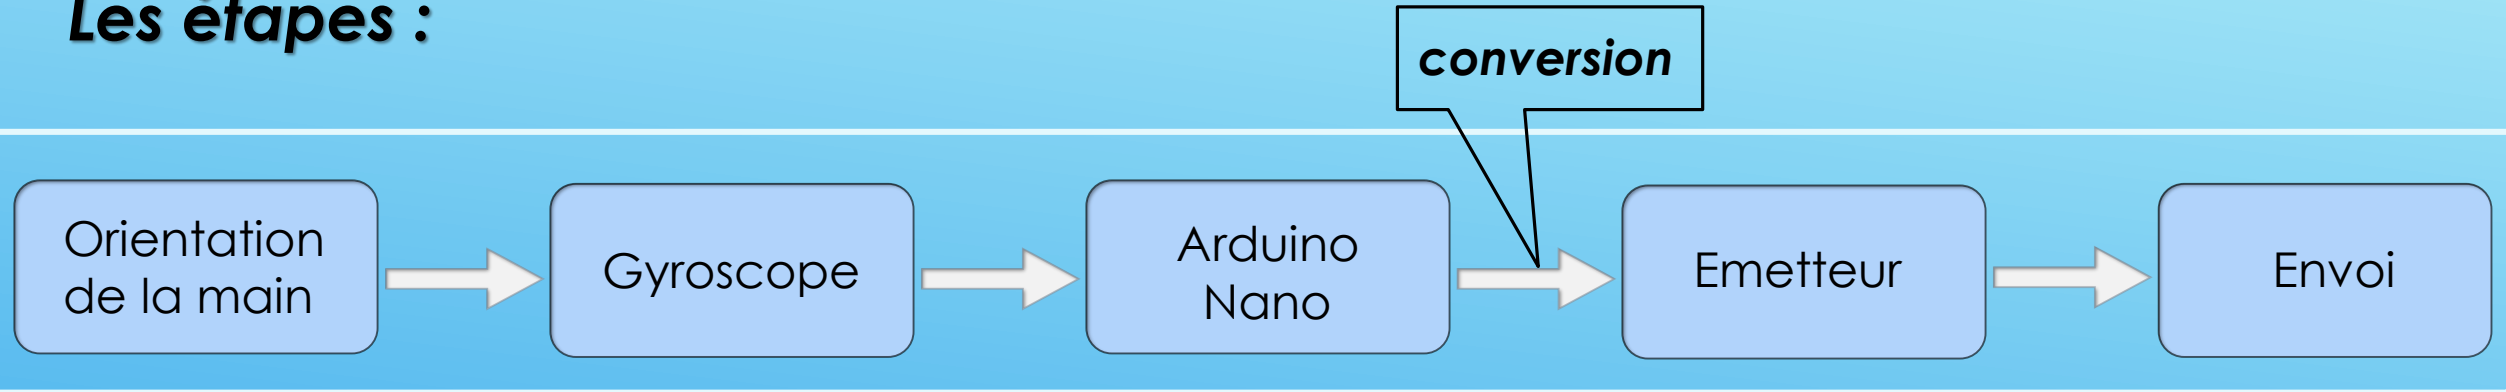 Les étapes :
conversion
Orientation
de la main
Gyroscope
Arduino
Nano
Emetteur
Envoi